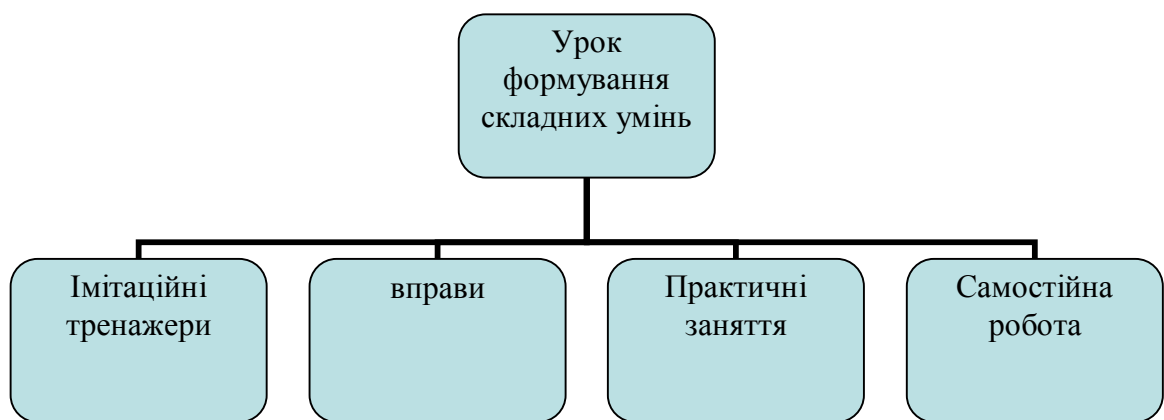 Урок
формування
складних умінь
Імітаційні
тренажери
вправи
Практичні
заняття
Самостійна
робота